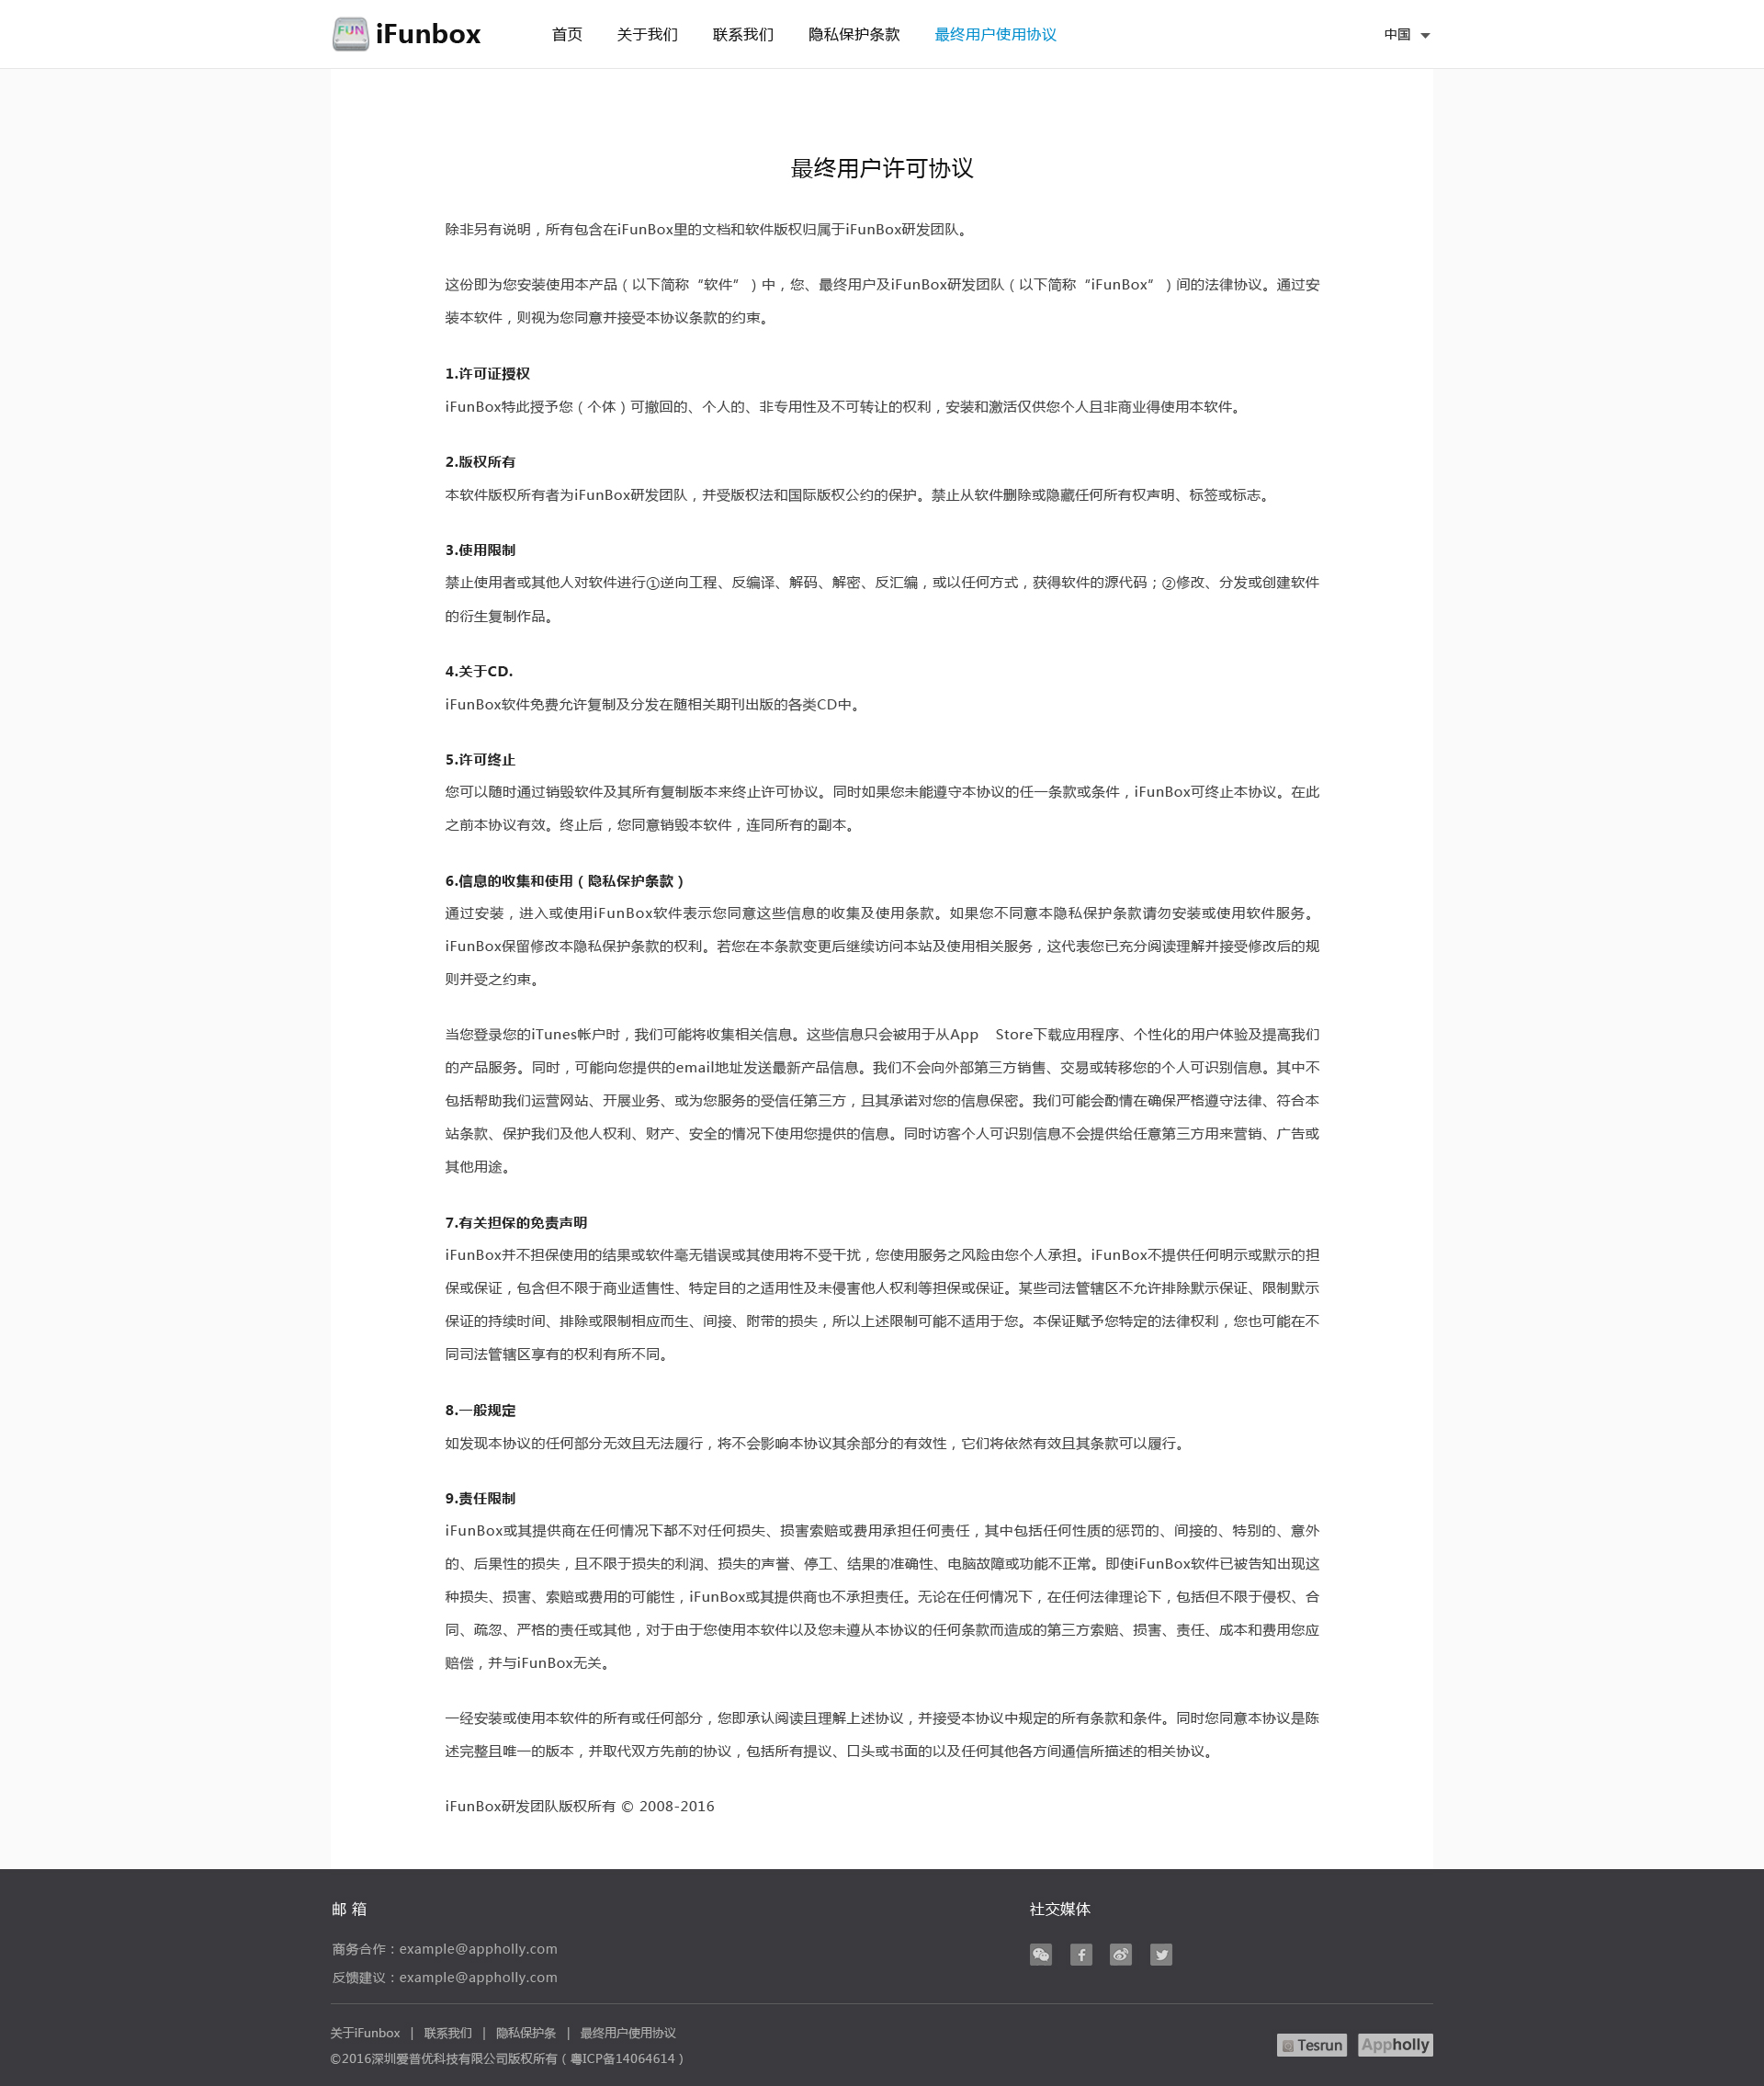 FUN iFunbox 首页 关于我们 联系我们 隐私保护条款 最终用户使用协议 中国
最终用户许可协议
除非另有说明，所有包含在iFunBox里的文档和软件版权归属于iFunBox研发团队。
这份即为您安装使用本产品（以下简称“软件”）中，您、最终用户及iFunBox研发团队（以下简称“iFunBox”）间的法律协议。通过安
装本软件，则视为您同意并接受本协议条款的约束。
1.许可证授权
iFunBox特此授予您（个体）可撤回的、个人的、非专用性及不可转让的权利，安装和激活仅供您个人且非商业得使用本软件。
2.版权所有
本软件版权所有者为iFunBox研发团队，并受版权法和国际版权公约的保护。禁止从软件删除或隐藏任何所有权声明、标签或标志。
3.使用限制
禁止使用者或其他人对软件进行①逆向工程、反编译、解码、解密、反汇编，或以任何方式，获得软件的源代码；②修改、分发或创建软件
的衍生复制作品。
4.关于CD.
iFunBox软件免费允许复制及分发在随相关期刊出版的各类CD中。
5.许可终止
您可以随时通过销毁软件及其所有复制版本来终止许可协议。同时如果您未能遵守本协议的任一条款或条件，iFunBox可终止本协议。在此
之前本协议有效。终止后，您同意销毁本软件，连同所有的副本。
6.信息的收集和使用（隐私保护条款）
通过安装，进入或使用iFunBox软件表示您同意这些信息的收集及使用条款。如果您不同意本隐私保护条款请勿安装或使用软件服务。
iFunBox保留修改本隐私保护条款的权利。若您在本条款变更后继续访问本站及使用相关服务，这代表您已充分阅读理解并接受修改后的规
则并受之约束。
当您登录您的iTunes帐户时，我们可能将收集相关信息。这些信息只会被用于从App Store下载应用程序、个性化的用户体验及提高我们
的产品服务。同时，可能向您提供的email地址发送最新产品信息。我们不会向外部第三方销售、交易或转移您的个人可识别信息。其中不
包括帮助我们运营网站、开展业务、或为您服务的受信任第三方，且其承诺对您的信息保密。我们可能会酌情在确保严格遵守法律、符合本
站条款、保护我们及他人权利、财产、安全的情况下使用您提供的信息。同时访客个人可识别信息不会提供给任意第三方用来营销、广告或
其他用途。
7.有关担保的免责声明
iFunBox并不担保使用的结果或软件毫无错误或其使用将不受干扰，您使用服务之风险由您个人承担。iFunBox不提供任何明示或默示的担
保或保证，包含但不限于商业适售性、特定目的之适用性及未侵害他人权利等担保或保证。某些司法管辖区不允许排除默示保证、限制默示
保证的持续时间、排除或限制相应而生、间接、附带的损失，所以上述限制可能不适用于您。本保证赋予您特定的法律权利，您也可能在不
同司法管辖区享有的权利有所不同。
8.一般规定
如发现本协议的任何部分无效且无法履行，将不会影响本协议其余部分的有效性，它们将依然有效且其条款可以履行。
9.责任限制
iFunBox或其提供商在任何情况下都不对任何损失、损害索赔或费用承担任何责任，其中包括任何性质的惩罚的、间接的、特别的、意外
的、后果性的损失，且不限于损失的利润、损失的声誉、停工、结果的准确性、电脑故障或功能不正常。即使iFunBox软件已被告知出现这
种损失、损害、索赔或费用的可能性，iFunBox或其提供商也不承担责任。无论在任何情况下，在任何法律理论下，包括但不限于侵权、合
同、疏忽、严格的责任或其他，对于由于您使用本软件以及您未遵从本协议的任何条款而造成的第三方索赔、损害、责任、成本和费用您应
赔偿，并与iFunBox无关。
一经安装或使用本软件的所有或任何部分，您即承认阅读且理解上述协议，并接受本协议中规定的所有条款和条件。同时您同意本协议是陈
述完整且唯一的版本，并取代双方先前的协议，包括所有提议、口头或书面的以及任何其他各方间通信所描述的相关协议。
iFunBox研发团队版权所有 © 2008-2016
邮 箱 社交媒体
商务合作：example@appholly.com
反馈建议：example@appholly.com
关于iFunbox | 联系我们 | 隐私保护条 | 最终用户使用协议
©2016深圳爱普优科技有限公司版权所有（粤ICP备14064614）
Tesrun Appholly